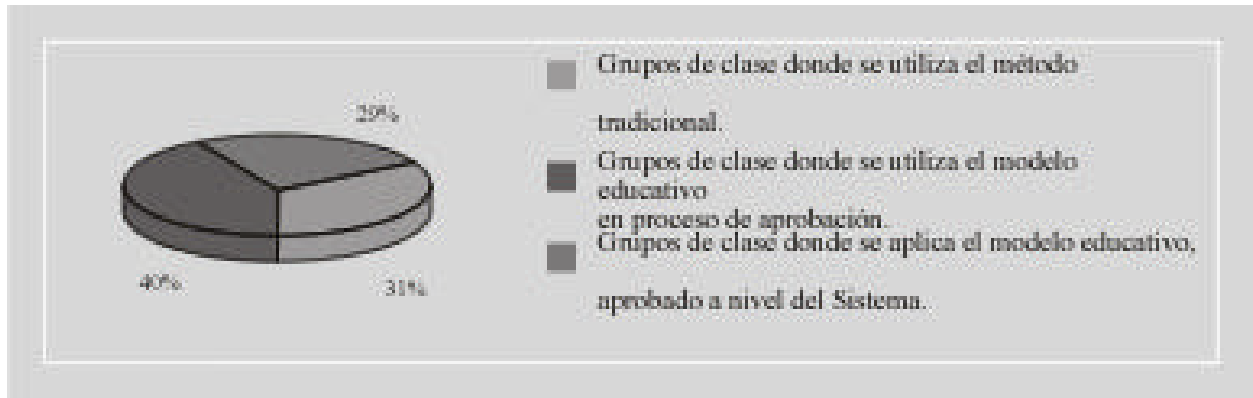 29%
40%
31%
Grupos de clase donde se utiliza el método
tradicional.
Grupos de clase donde se utiliza el modelo
educativo
en proceso de aprobación.
Grupos de clase donde se aplica el modelo educativo,
aprobado a nivel del Sistema.